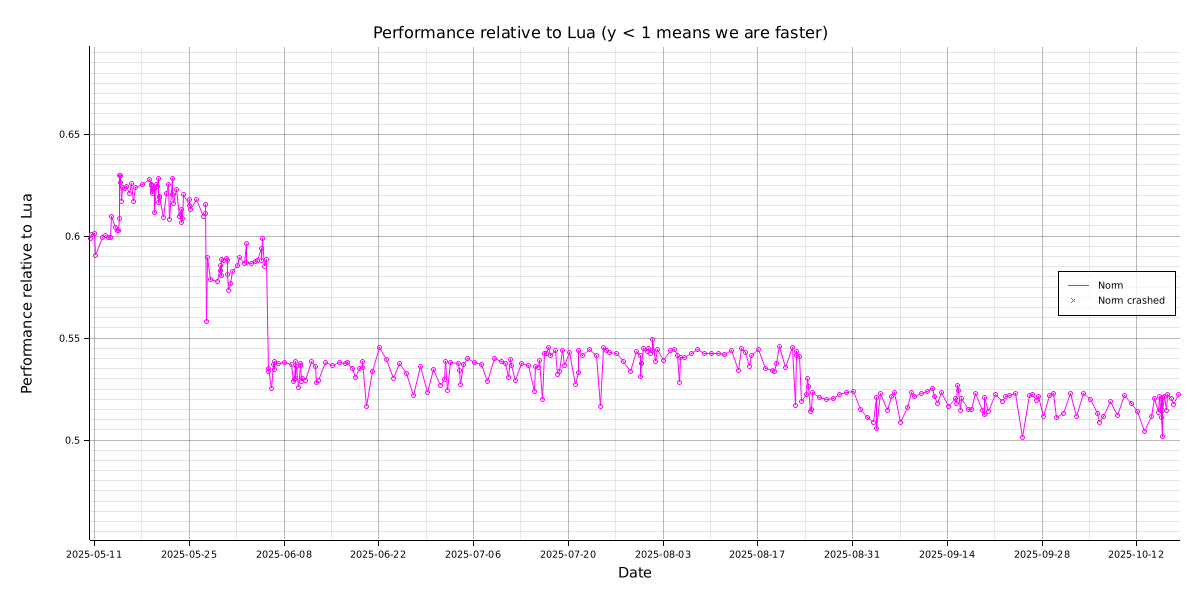 Performance relative to Lua (y < 1 means we are faster)
Performance relative to Lua
0.65
0.6
0.55
0.5
Norm
Norm crashed
2025-05-11 2025-05-25 2025-06-08 2025-06-22 2025-07-06 2025-07-20 2025-08-03 2025-08-17 2025-08-31 2025-09-14 2025-09-28 2025-10-12
Date